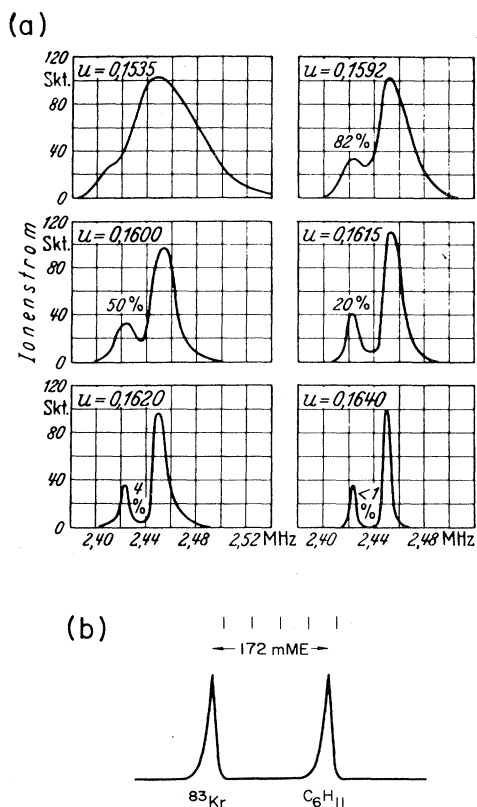 (a)
120
Skt.
80
40
0
u = 0,1535
u = 0,1592
82%
Ionenstrom
120
Skt.
80
40
0
u = 0,1600
50%
u = 0,1615
20%
120
Skt.
80
40
0
u = 0,1620
4
%
u = 0,1640
<1
%
2,40 2,44 2,48 2,52 MHz
2,40 2,44 2,48 MHz
(b)
172 mME
83Kr
C6H11